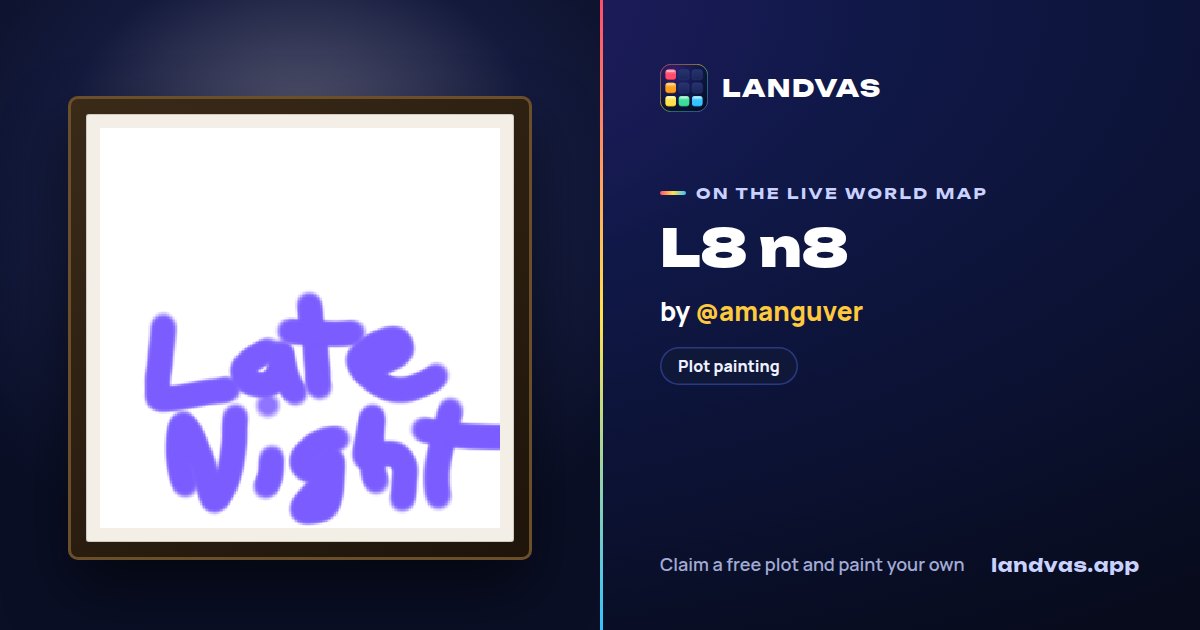 Late
Night
LANDVAS
ON THE LIVE WORLD MAP
L8 n8
by @amanguver
Plot painting
Claim a free plot and paint your own landvas.app